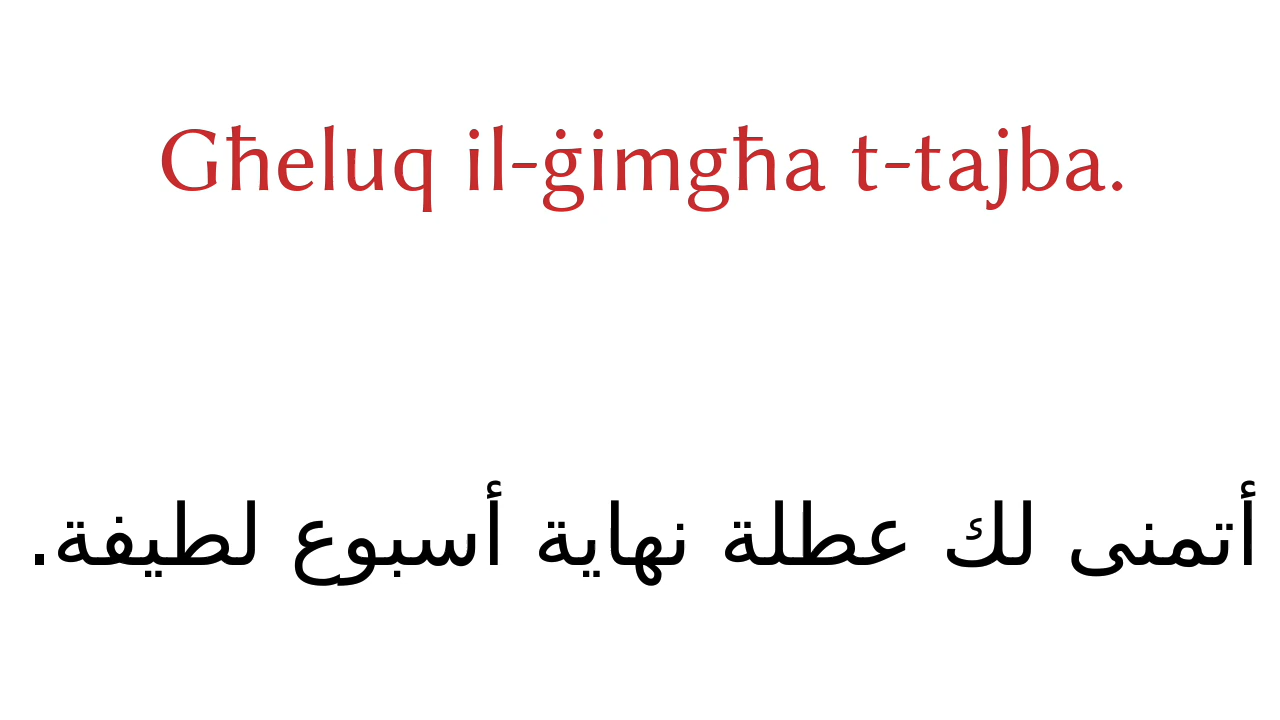 Għeluq il-ġimgħa t-tajba.
أتمنى لك عطلة نهاية أسبوع لطيفة.